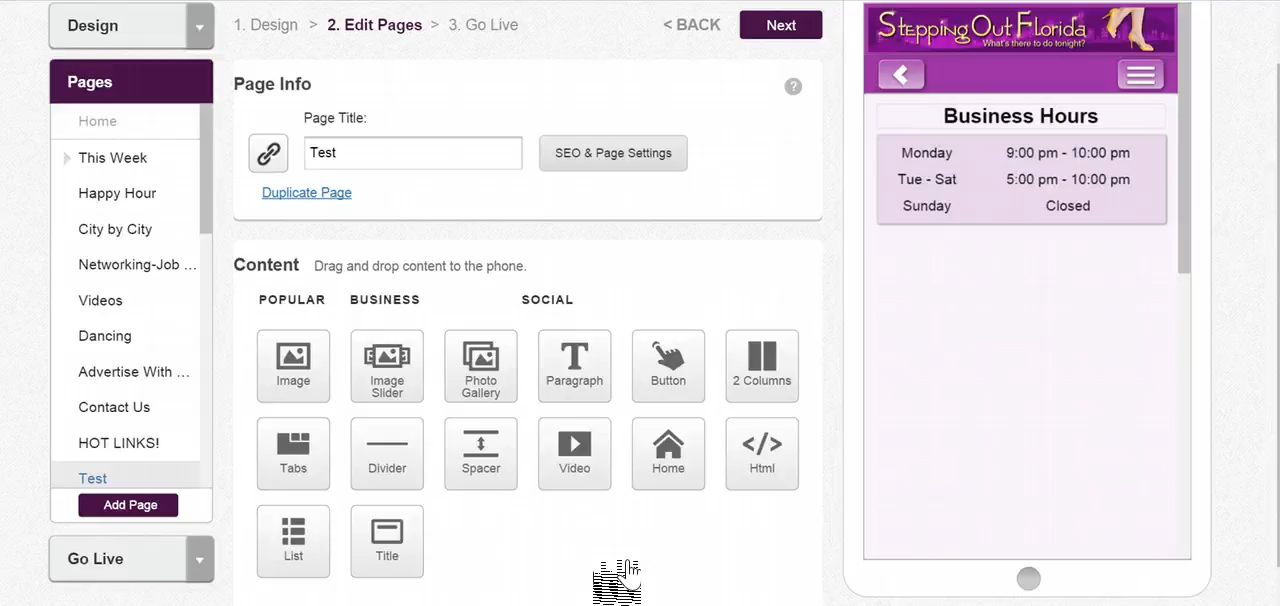 Design
1. Design > 2. Edit Pages > 3. Go Live
< BACK
Next
Pages
Home
This Week
Happy Hour
City by City
Networking-Job ...
Videos
Dancing
Advertise With ...
Contact Us
HOT LINKS!
Test
Add Page
Go Live
Page Info
?
Page Title:
Test
SEO & Page Settings
Duplicate Page
Content Drag and drop content to the phone.
POPULAR BUSINESS SOCIAL
Image
Image Slider
Photo Gallery
Paragraph
Button
2 Columns
Tabs
Divider
Spacer
Video
Home
Html
List
Title
Stepping Out Florida
What's there to do tonight?
Business Hours
Monday 9:00 pm - 10:00 pm
Tue - Sat 5:00 pm - 10:00 pm
Sunday Closed